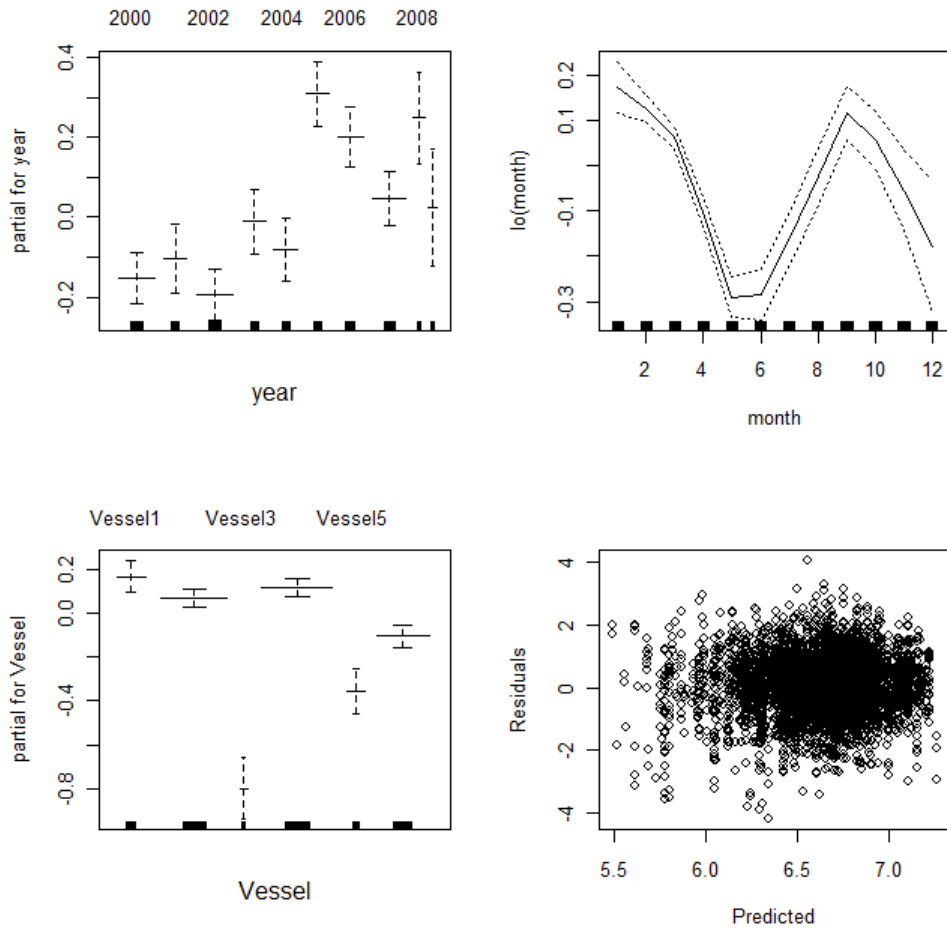 2000 2002 2004 2006 2008
partial for year
0.4
0.2
0.0
-0.2
year
lo(month)
0.2
0.1
-0.1
-0.3
2 4 6 8 10 12
month
Vessel1 Vessel3 Vessel5
partial for Vessel
0.2
0.0
-0.4
-0.8
Vessel
Residuals
4
2
0
-2
-4
5.5 6.0 6.5 7.0
Predicted